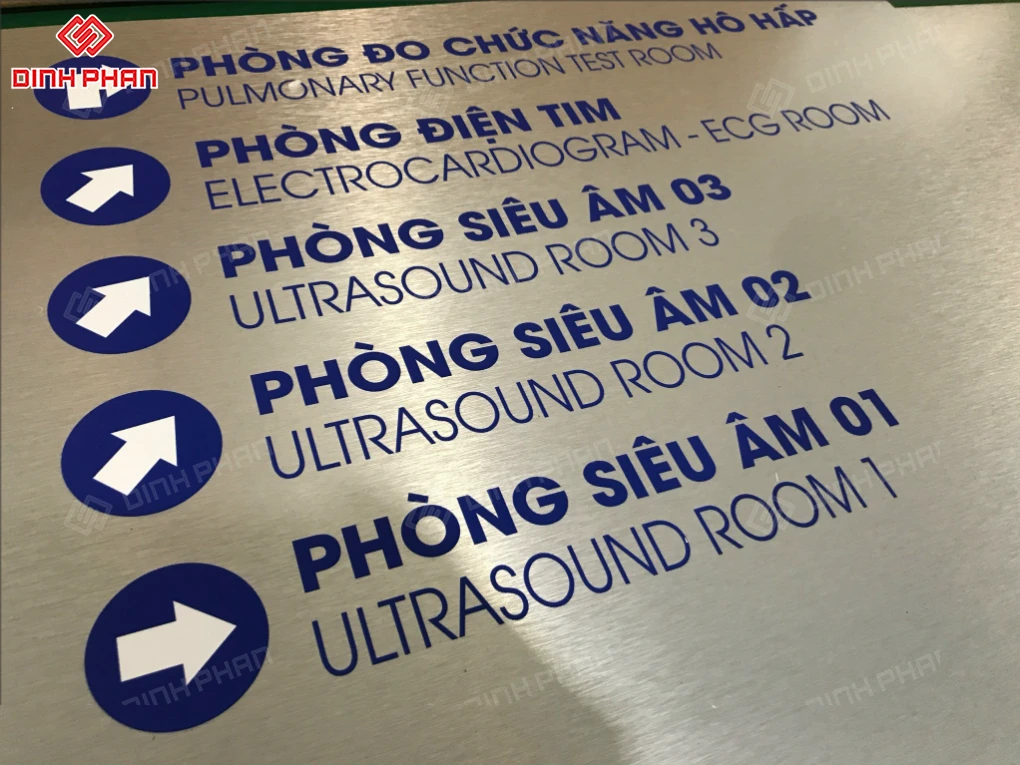 DINH PHAN
PHÒNG ĐO CHỨC NĂNG HÔ HẤP
PULMONARY FUNCTION TEST ROOM
PHÒNG ĐIỆN TIM
ELECTROCARDIOGRAM - ECG ROOM
PHÒNG SIÊU ÂM 03
ULTRASOUND ROOM 3
PHÒNG SIÊU ÂM 02
ULTRASOUND ROOM 2
PHÒNG SIÊU ÂM 01
ULTRASOUND ROOM 1